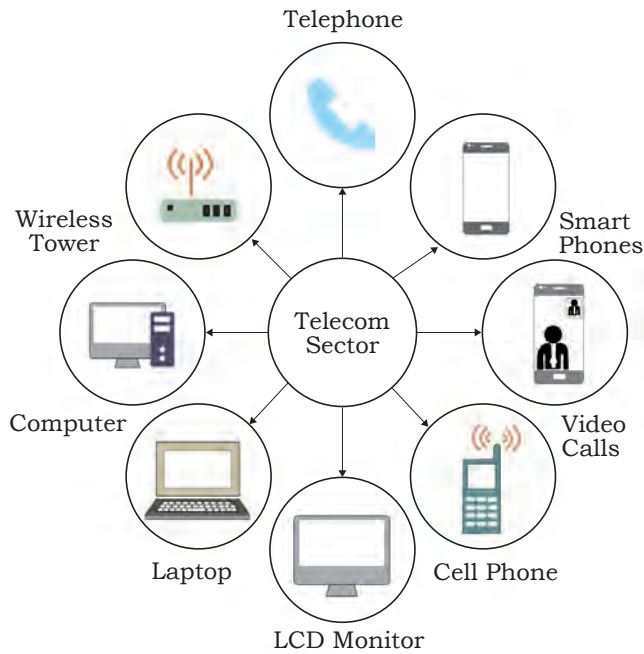 Telephone
Wireless
Tower
Smart
Phones
Telecom
Sector
Computer
Video
Calls
Laptop
Cell Phone
LCD Monitor